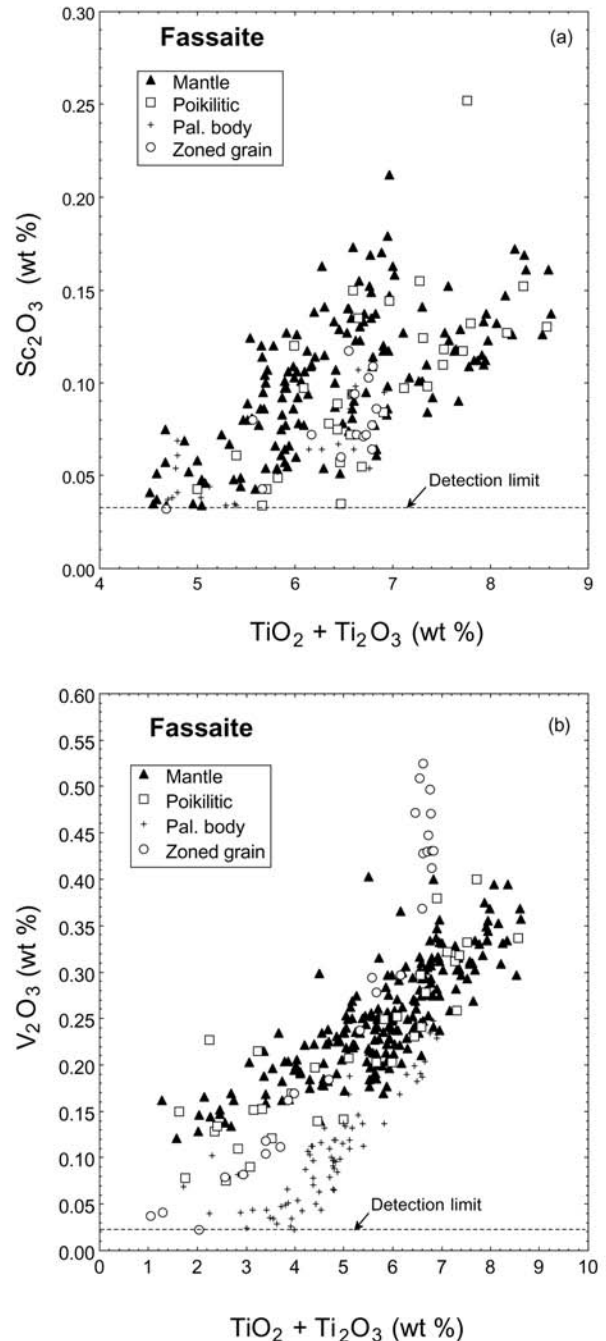 Fassaite
(a)
▲ Mantle
□ Poikilitic
+ Pal. body
○ Zoned grain
0.30
0.25
0.20
0.15
0.10
0.05
0.00
Sc2O3 (wt %)
Detection limit
4 5 6 7 8 9
TiO2 + Ti2O3 (wt %)
Fassaite
(b)
▲ Mantle
□ Poikilitic
+ Pal. body
○ Zoned grain
0.60
0.55
0.50
0.45
0.40
0.35
0.30
0.25
0.20
0.15
0.10
0.05
0.00
V2O3 (wt %)
Detection limit
0 1 2 3 4 5 6 7 8 9 10
TiO2 + Ti2O3 (wt %)